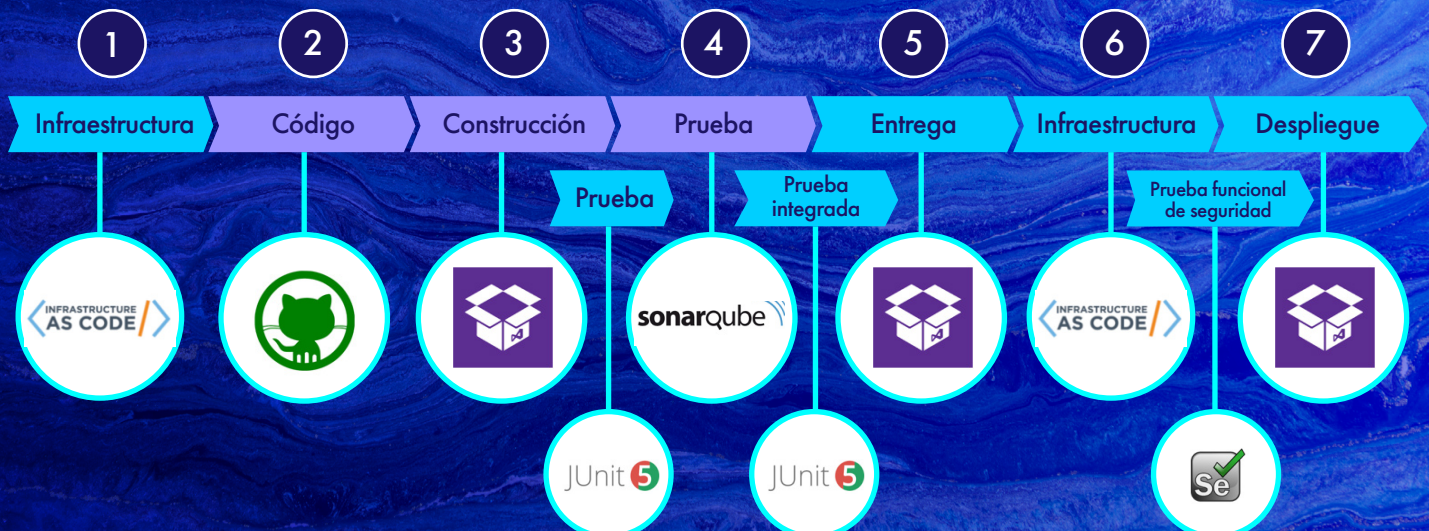 1
2
3
4
5
6
7
Infraestructura
Código
Construcción
Prueba
Entrega
Infraestructura
Despliegue
Prueba
Prueba
integrada
Prueba funcional
de seguridad
INFRASTRUCTURE
AS CODE
sonarqube
INFRASTRUCTURE
AS CODE
JUnit 5
JUnit 5
Se